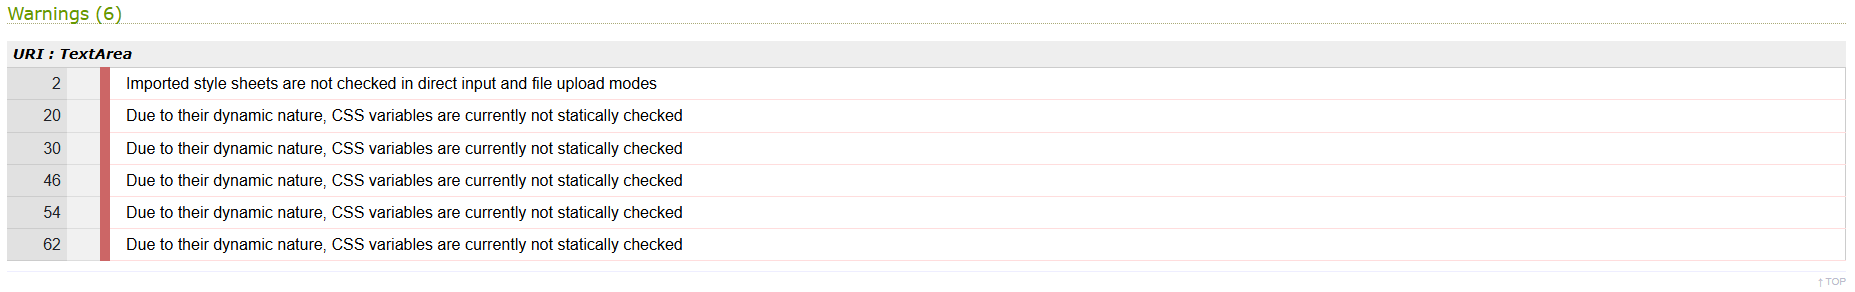 Warnings (6)
URI : TextArea
2 Imported style sheets are not checked in direct input and file upload modes
20 Due to their dynamic nature, CSS variables are currently not statically checked
30 Due to their dynamic nature, CSS variables are currently not statically checked
46 Due to their dynamic nature, CSS variables are currently not statically checked
54 Due to their dynamic nature, CSS variables are currently not statically checked
62 Due to their dynamic nature, CSS variables are currently not statically checked
↑ TOP